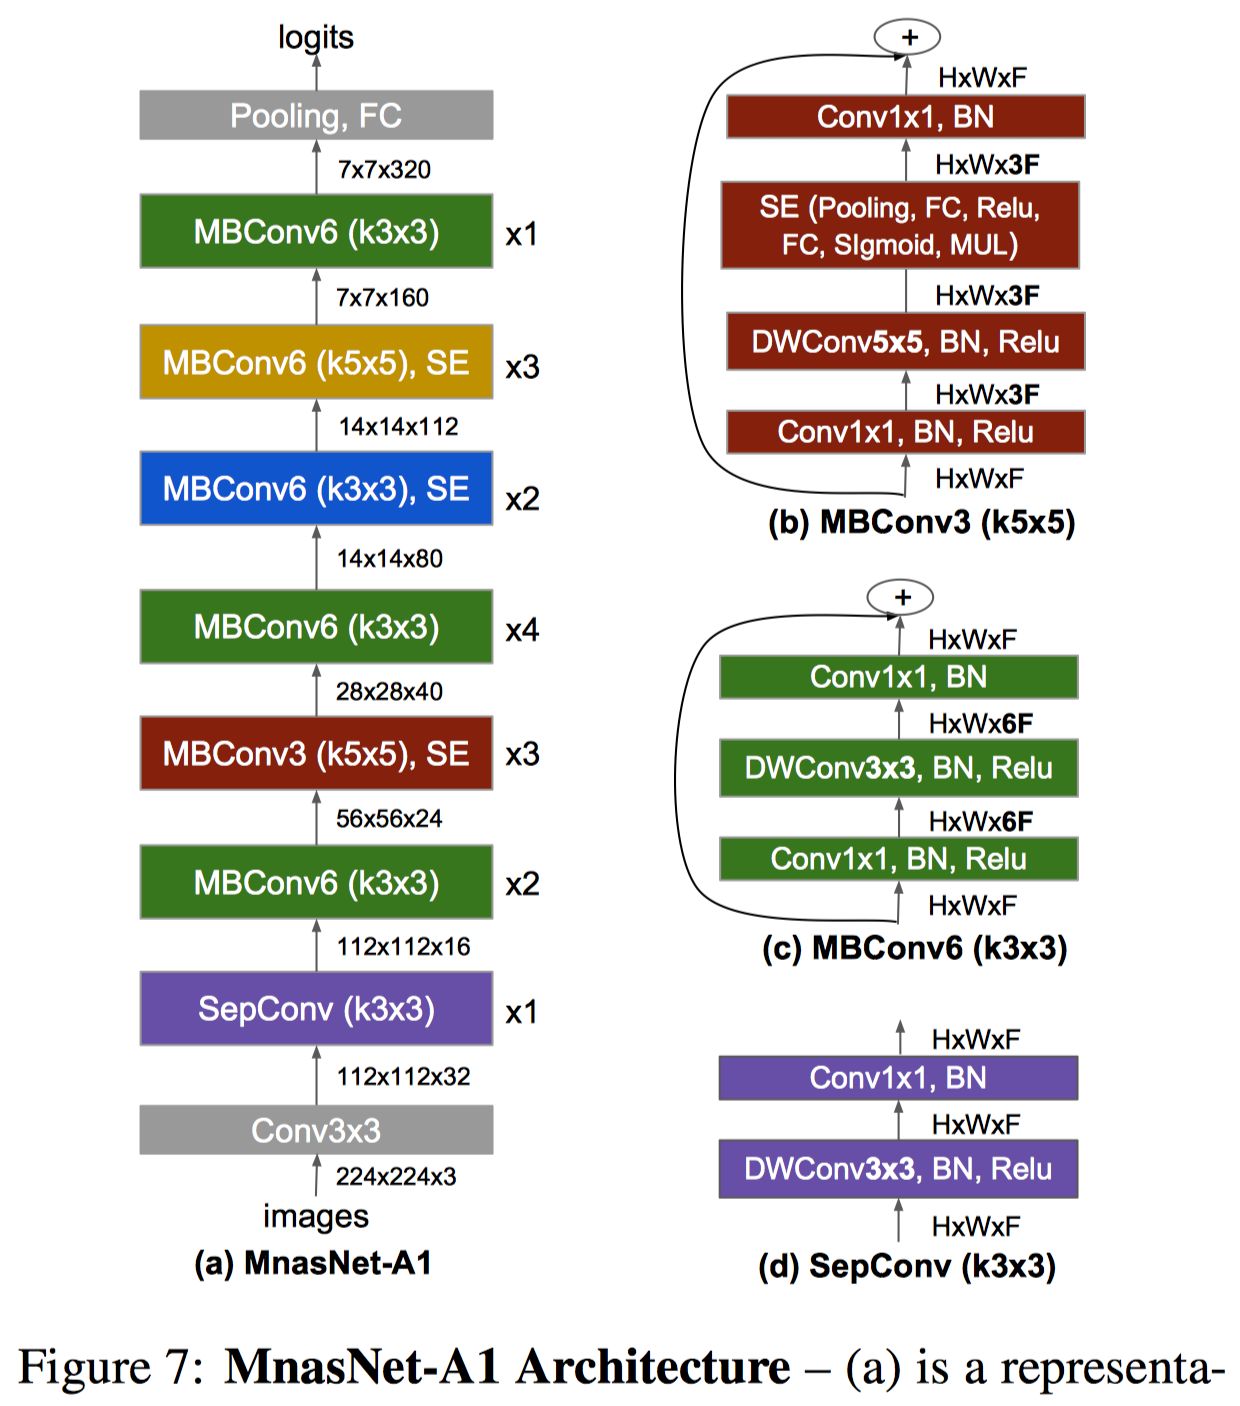 logits
Pooling, FC
7x7x320
MBConv6 (k3x3)
x1
7x7x160
MBConv6 (k5x5), SE
x3
14x14x112
MBConv6 (k3x3), SE
x2
14x14x80
MBConv6 (k3x3)
x4
28x28x40
MBConv3 (k5x5), SE
x3
56x56x24
MBConv6 (k3x3)
x2
112x112x16
SepConv (k3x3)
x1
112x112x32
Conv3x3
224x224x3
images
(a) MnasNet-A1
+
HxWxF
Conv1x1, BN
HxWx3F
SE (Pooling, FC, Relu,
FC, SIgmoid, MUL)
HxWx3F
DWConv5x5, BN, Relu
HxWx3F
Conv1x1, BN, Relu
HxWxF
(b) MBConv3 (k5x5)
+
HxWxF
Conv1x1, BN
HxWx6F
DWConv3x3, BN, Relu
HxWx6F
Conv1x1, BN, Relu
HxWxF
(c) MBConv6 (k3x3)
HxWxF
Conv1x1, BN
HxWxF
DWConv3x3, BN, Relu
HxWxF
(d) SepConv (k3x3)
Figure 7: MnasNet-A1 Architecture – (a) is a representa-